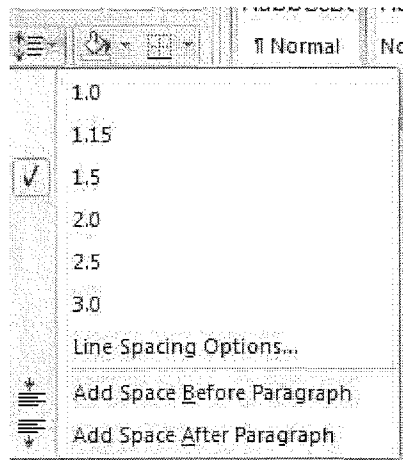 ¶ Normal
1.0
1.15
1.5
2.0
2.5
3.0
Line Spacing Options...
Add Space Before Paragraph
Add Space After Paragraph